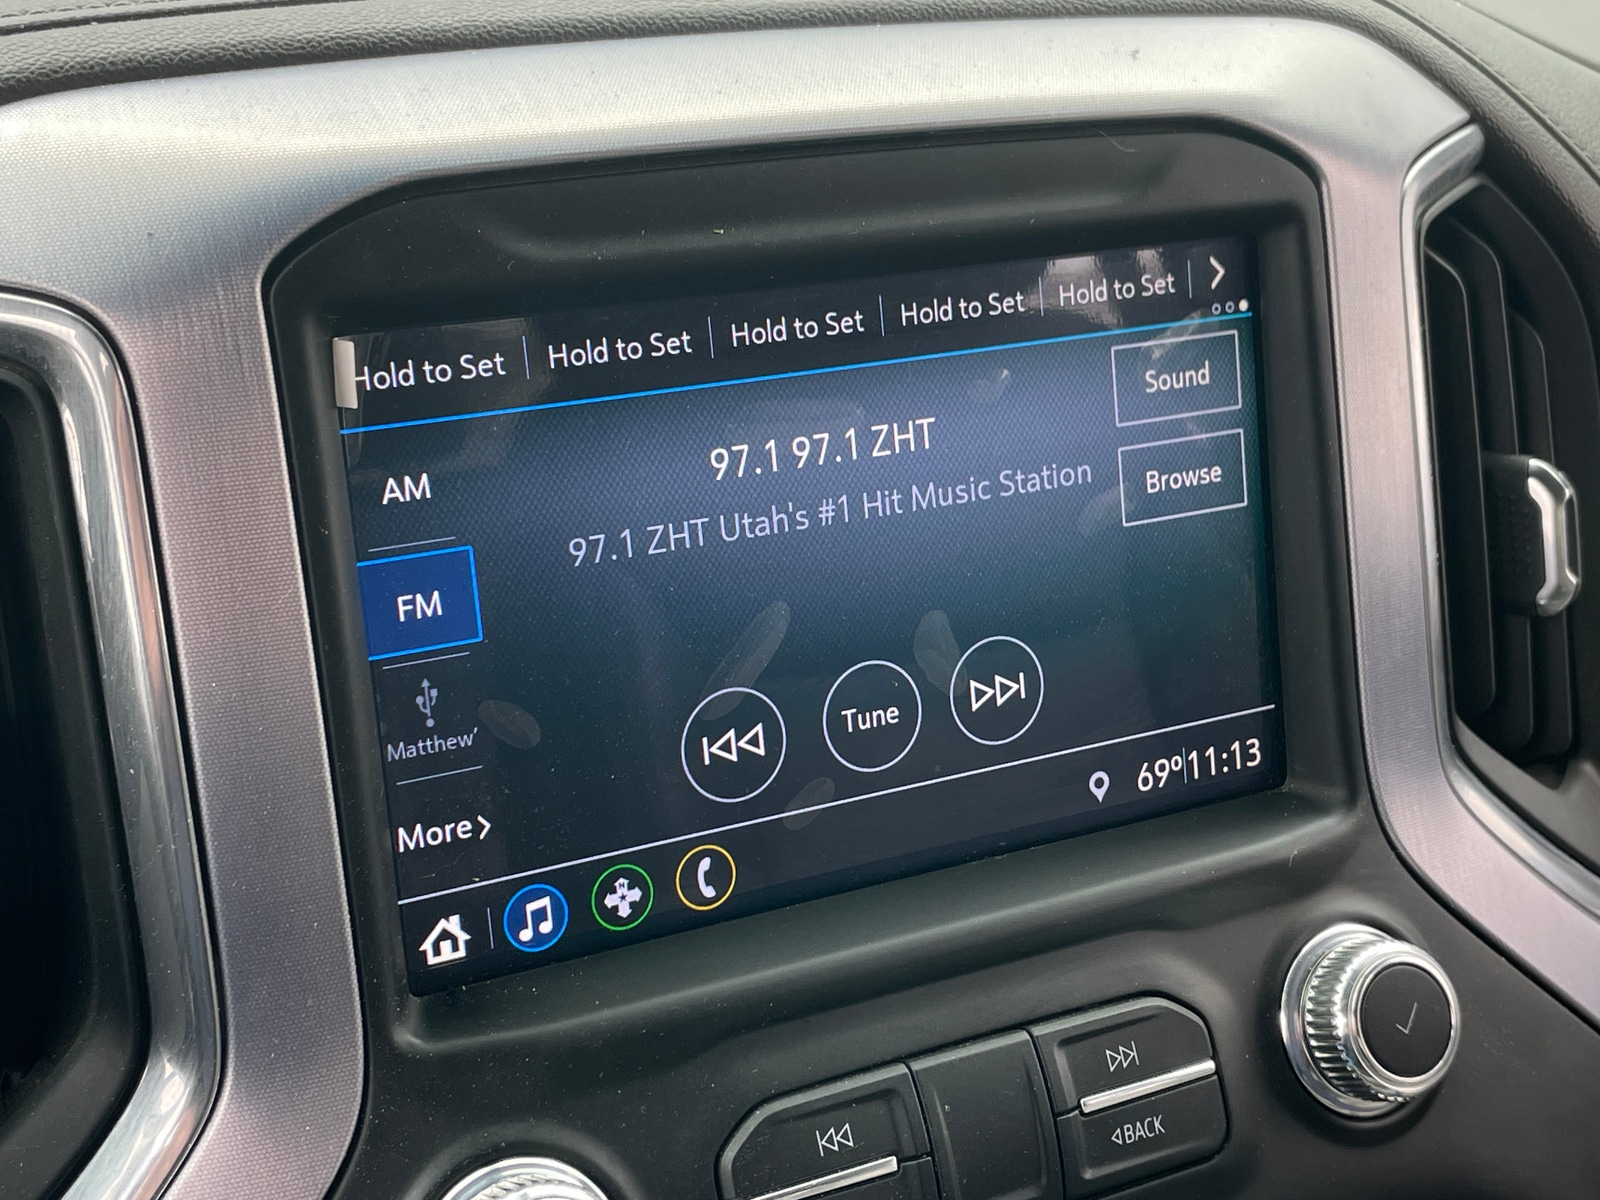 Hold to Set Hold to Set Hold to Set Hold to Set Hold to Set
Sound
97.1 97.1 ZHT
AM
97.1 ZHT Utah's #1 Hit Music Station
Browse
FM
Matthew'
Tune
69° 11:13
More
N
BACK